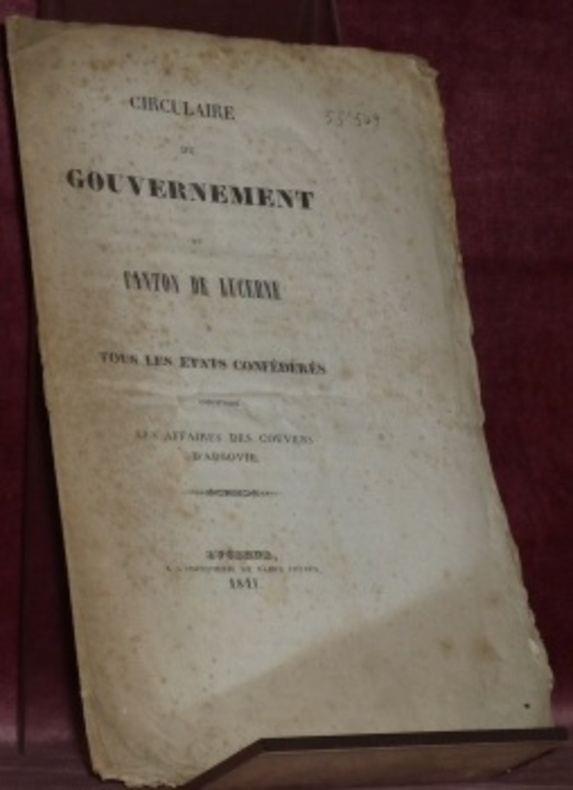 CIRCULAIRE
DU
GOUVERNEMENT
DU
CANTON DE LUCERNE
À
TOUS LES ETATS CONFÉDÉRÉS
LES AFFAIRES DES COUVENS
D'ARGOVIE.
LUCERNE,
1841.